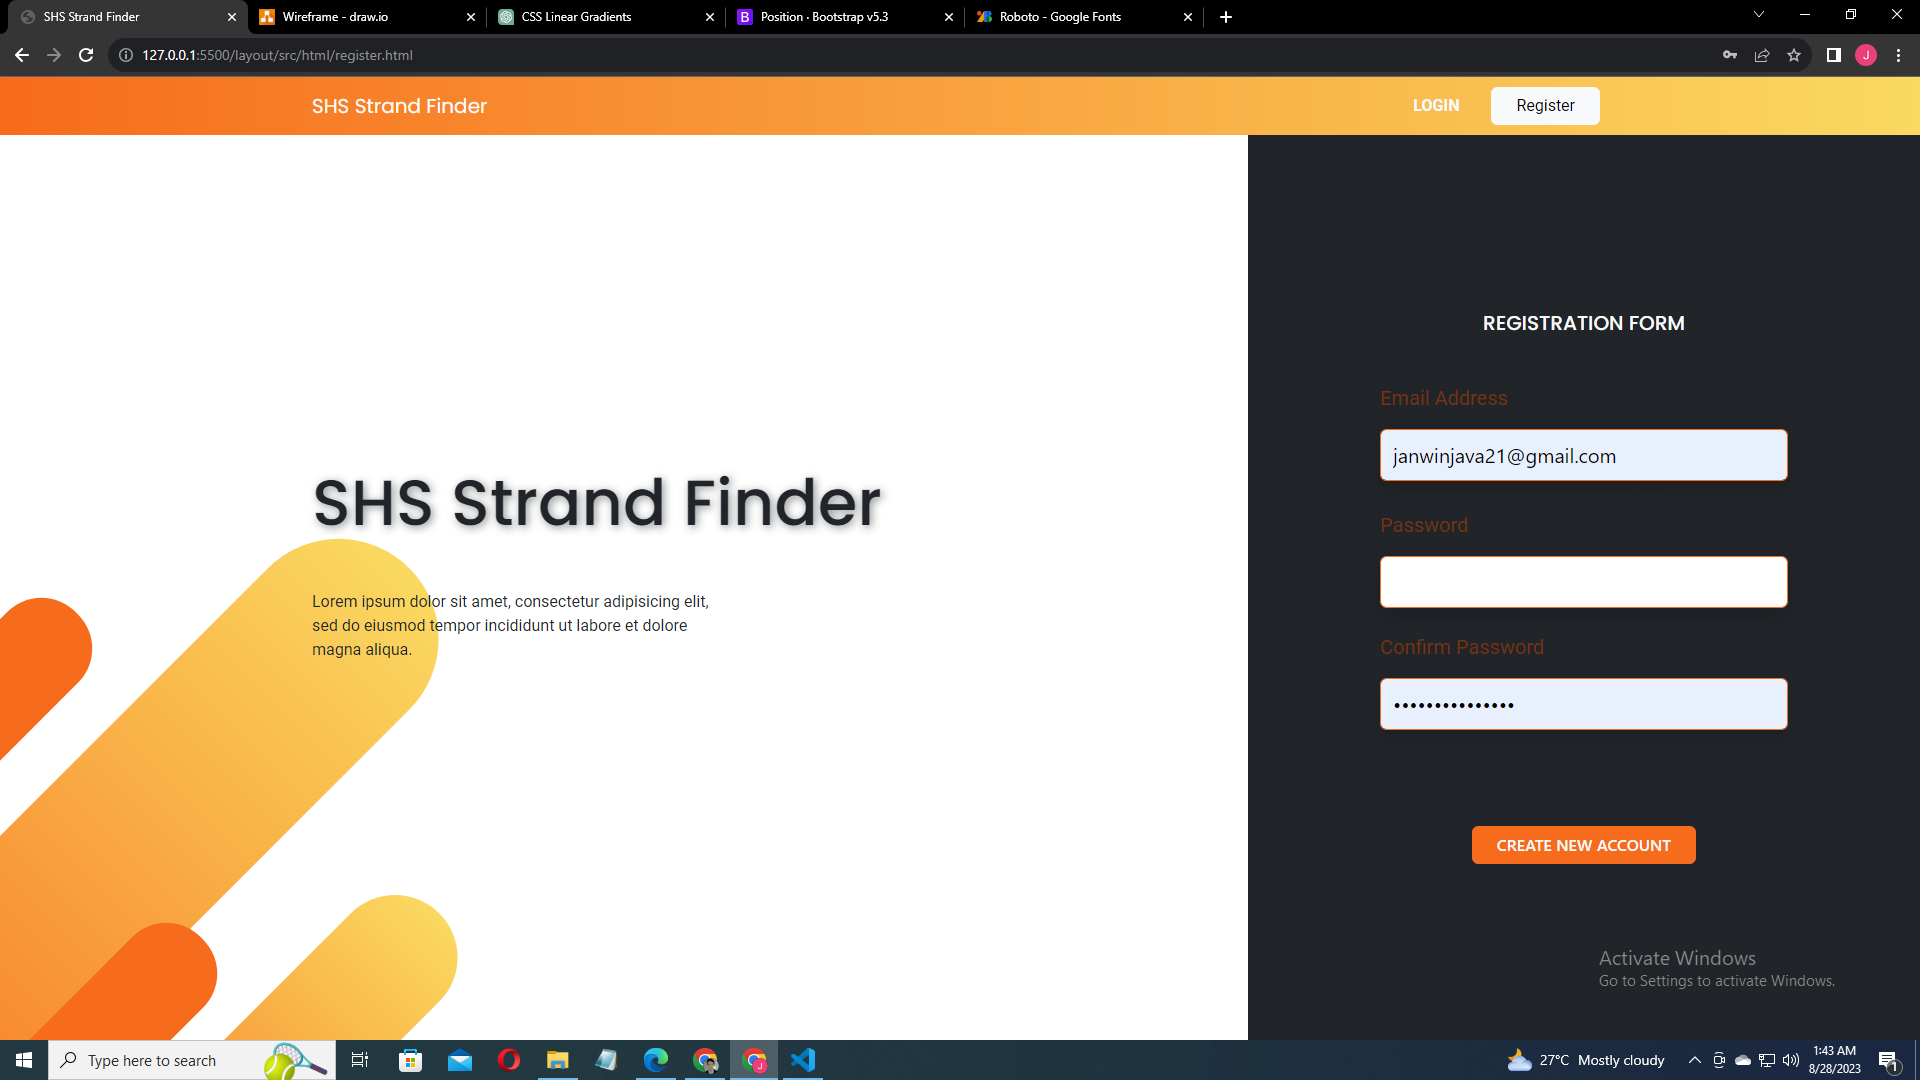 SHS Strand Finder
Wireframe - draw.io
CSS Linear Gradients
B
Position · Bootstrap v5.3
Roboto - Google Fonts
127.0.0.1:5500/layout/src/html/register.html
J
SHS Strand Finder
LOGIN
Register
SHS Strand Finder
Lorem ipsum dolor sit amet, consectetur adipisicing elit,
sed do eiusmod tempor incididunt ut labore et dolore
magna aliqua.
REGISTRATION FORM
Email Address
janwinjava21@gmail.com
Password
Confirm Password
CREATE NEW ACCOUNT
Activate Windows
Go to Settings to activate Windows.
Type here to search
J
27°C Mostly cloudy
1:43 AM
8/28/2023
1